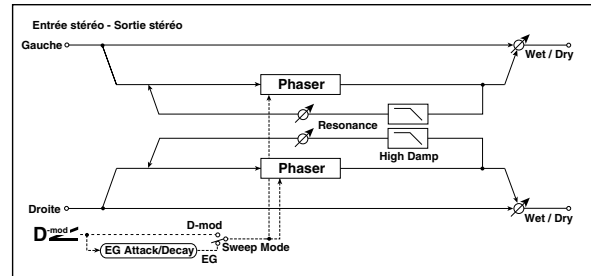 Entrée stéréo - Sortie stéréo
Gauche
Wet / Dry
Phaser
Resonance
High Damp
Phaser
Droite
Wet / Dry
D-mod
D-mod
EG Attack/Decay
EG
Sweep Mode